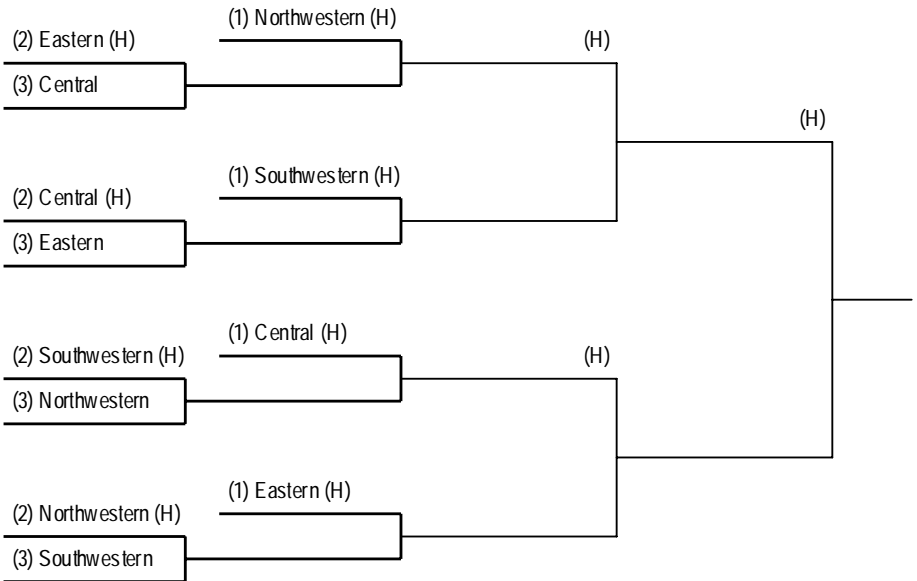 (1) Northwestern (H)
(2) Eastern (H)
(H)
(3) Central
(H)
(1) Southwestern (H)
(2) Central (H)
(3) Eastern
(1) Central (H)
(2) Southwestern (H)
(H)
(3) Northwestern
(1) Eastern (H)
(2) Northwestern (H)
(3) Southwestern